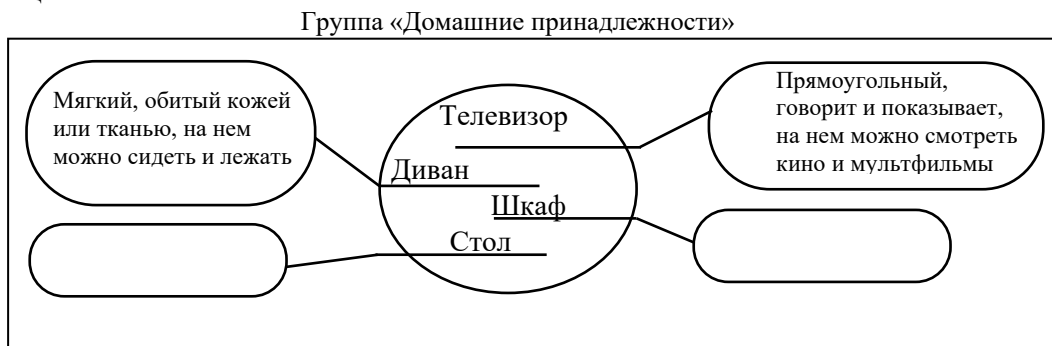 Группа «Домашние принадлежности»
Мягкий, обитый кожей
или тканью, на нем
можно сидеть и лежать
Телевизор
Диван
Шкаф
Стол
Прямоугольный,
говорит и показывает,
на нем можно смотреть
кино и мультфильмы